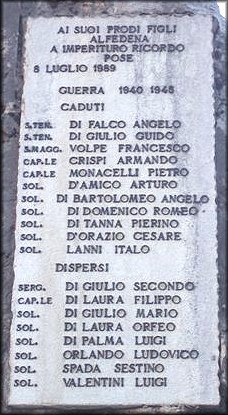 AI SUOI PRODI FIGLI
ALFEDENA
A IMPERITURO RICORDO
POSE
8 LUGLIO 1989
GUERRA 1940 1945
CADUTI
S.TEN. DI FALCO ANGELO
S.TEN. DI GIULIO GUIDO
S.MAGG. VOLPE FRANCESCO
CAP.LE CRISPI ARMANDO
CAP.LE MONACELLI PIETRO
SOL. D'AMICO ARTURO
SOL. DI BARTOLOMEO ANGELO
SOL. DI DOMENICO ROMEO
SOL. DI TANNA PIERINO
SOL. D'ORAZIO CESARE
SOL. LANNI ITALO
DISPERSI
SERG. DI GIULIO SECONDO
CAP.LE DI LAURA FILIPPO
SOL. DI GIULIO MARIO
SOL. DI LAURA ORFEO
SOL. DI PALMA LUIGI
SOL. ORLANDO LUDOVICO
SOL. SPADA SESTINO
SOL. VALENTINI LUIGI